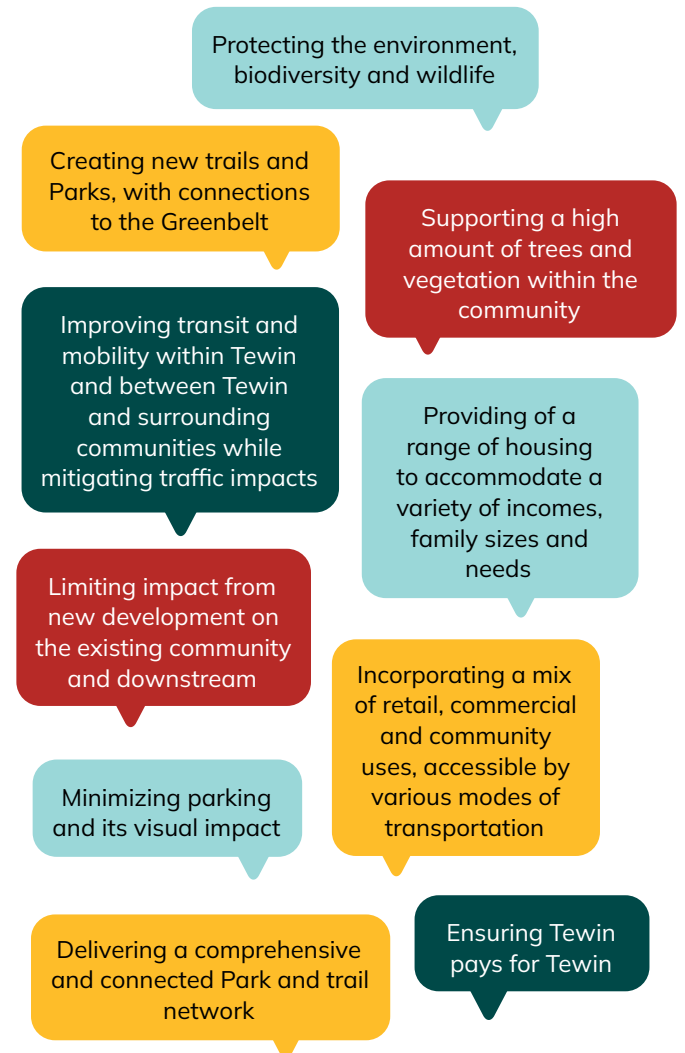 Protecting the environment,
biodiversity and wildlife
Creating new trails and
Parks, with connections
to the Greenbelt
Supporting a high
amount of trees and
vegetation within the
community
Improving transit and
mobility within Tewin
and between Tewin
and surrounding
communities while
mitigating traffic impacts
Providing of a
range of housing
to accommodate a
variety of incomes,
family sizes and
needs
Limiting impact from
new development on
the existing community
and downstream
Incorporating a mix
of retail, commercial
and community
uses, accessible by
various modes of
transportation
Minimizing parking
and its visual impact
Ensuring Tewin
pays for Tewin
Delivering a comprehensive
and connected Park and trail
network